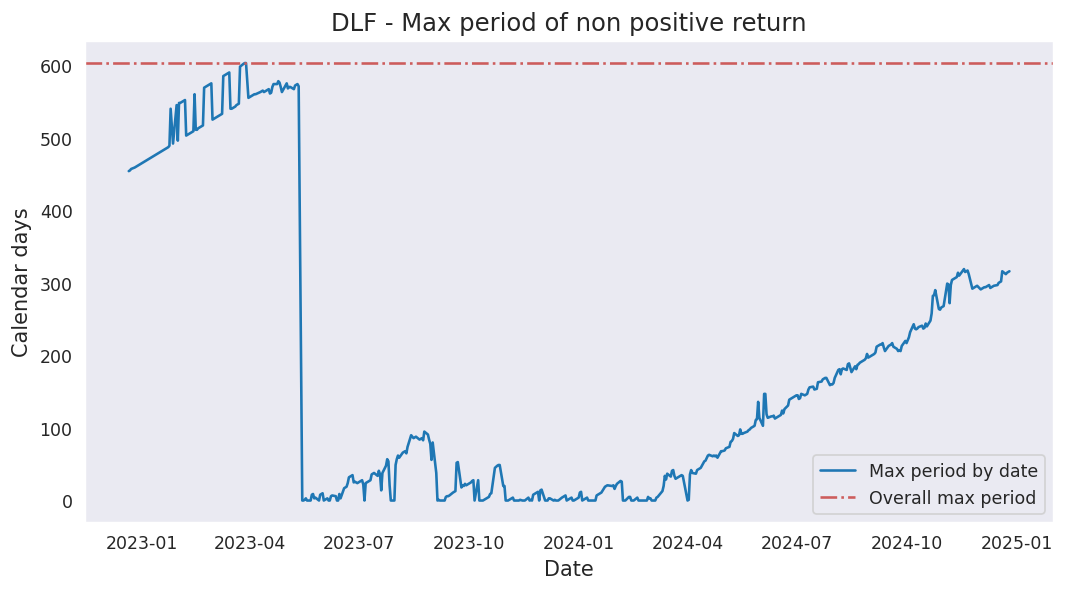 DLF - Max period of non positive return
600
500
400
300
200
100
0
Calendar days
2023-01 2023-04 2023-07 2023-10 2024-01 2024-04 2024-07 2024-10 2025-01
Date
Max period by date
Overall max period